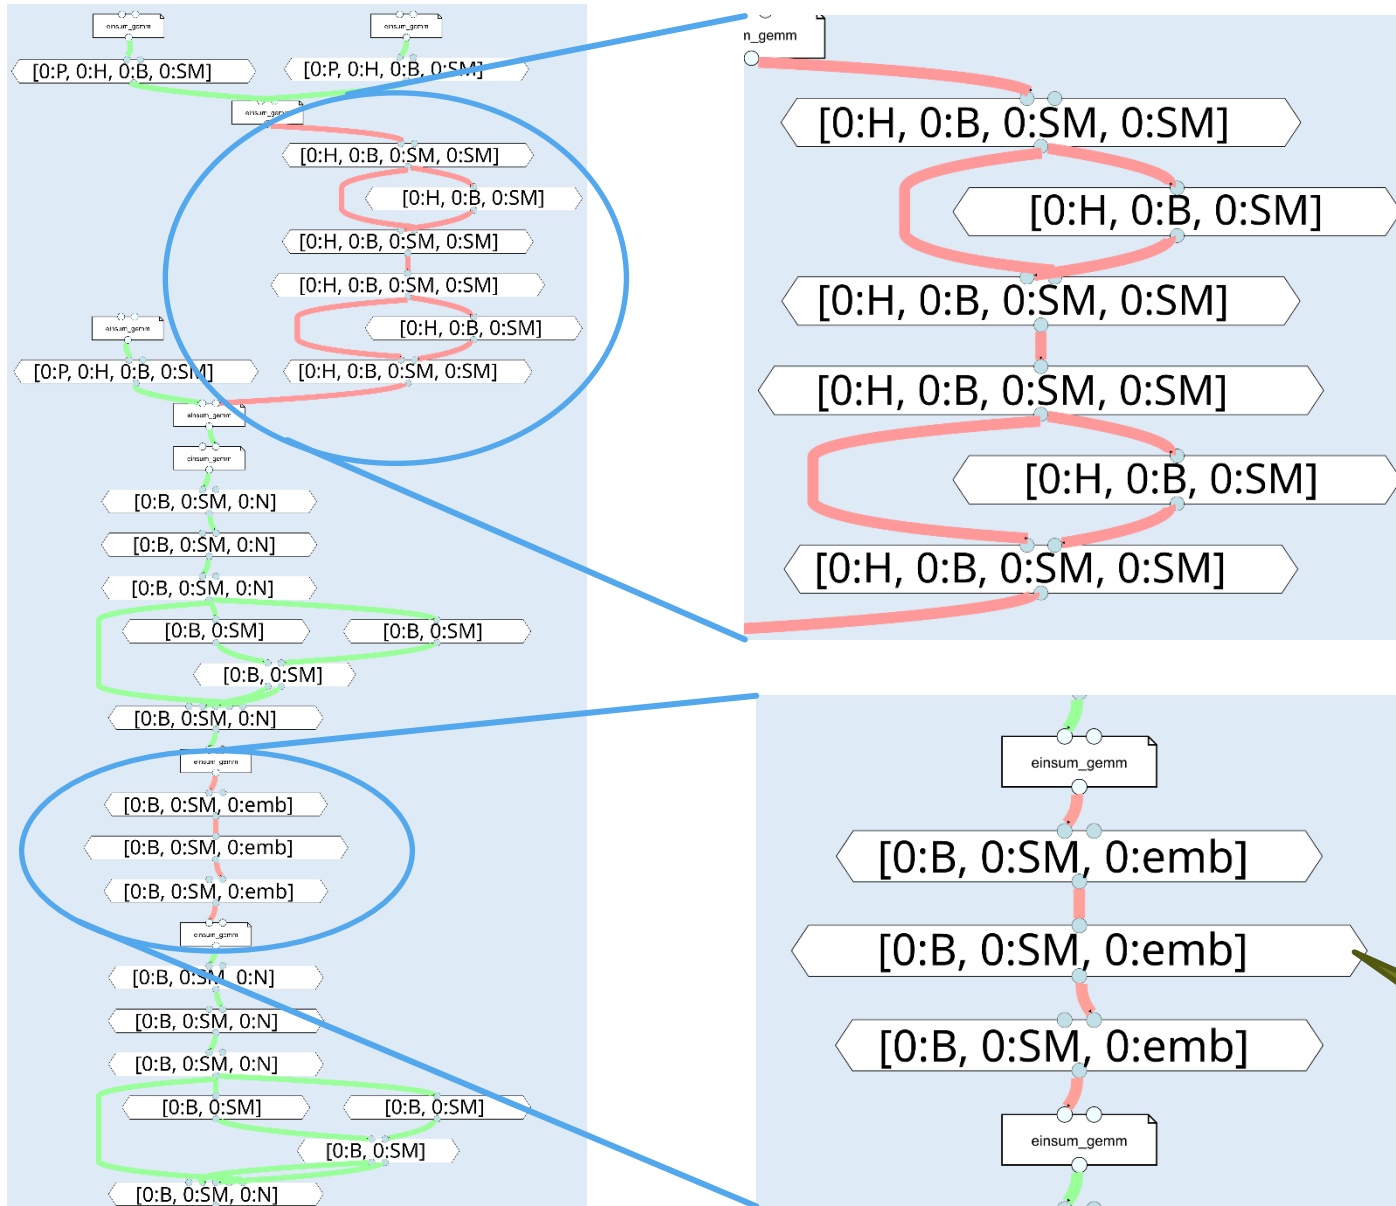 einsum_gemm
einsum_gemm
[0:P, 0:H, 0:B, 0:SM]
[0:P, 0:H, 0:B, 0:SM]
einsum_gemm
[0:H, 0:B, 0:SM, 0:SM]
[0:H, 0:B, 0:SM]
[0:H, 0:B, 0:SM, 0:SM]
[0:H, 0:B, 0:SM, 0:SM]
einsum_gemm
[0:H, 0:B, 0:SM]
[0:P, 0:H, 0:B, 0:SM]
[0:H, 0:B, 0:SM, 0:SM]
einsum_gemm
einsum_gemm
[0:B, 0:SM, 0:N]
[0:B, 0:SM, 0:N]
[0:B, 0:SM, 0:N]
[0:B, 0:SM]
[0:B, 0:SM]
[0:B, 0:SM]
[0:B, 0:SM, 0:N]
einsum_gemm
[0:B, 0:SM, 0:emb]
[0:B, 0:SM, 0:emb]
[0:B, 0:SM, 0:emb]
einsum_gemm
[0:B, 0:SM, 0:N]
[0:B, 0:SM, 0:N]
[0:B, 0:SM, 0:N]
[0:B, 0:SM]
[0:B, 0:SM]
[0:B, 0:SM]
[0:B, 0:SM, 0:N]
n_gemm
[0:H, 0:B, 0:SM, 0:SM]
[0:H, 0:B, 0:SM]
[0:H, 0:B, 0:SM, 0:SM]
[0:H, 0:B, 0:SM, 0:SM]
[0:H, 0:B, 0:SM]
[0:H, 0:B, 0:SM, 0:SM]
einsum_gemm
[0:B, 0:SM, 0:emb]
[0:B, 0:SM, 0:emb]
[0:B, 0:SM, 0:emb]
einsum_gemm